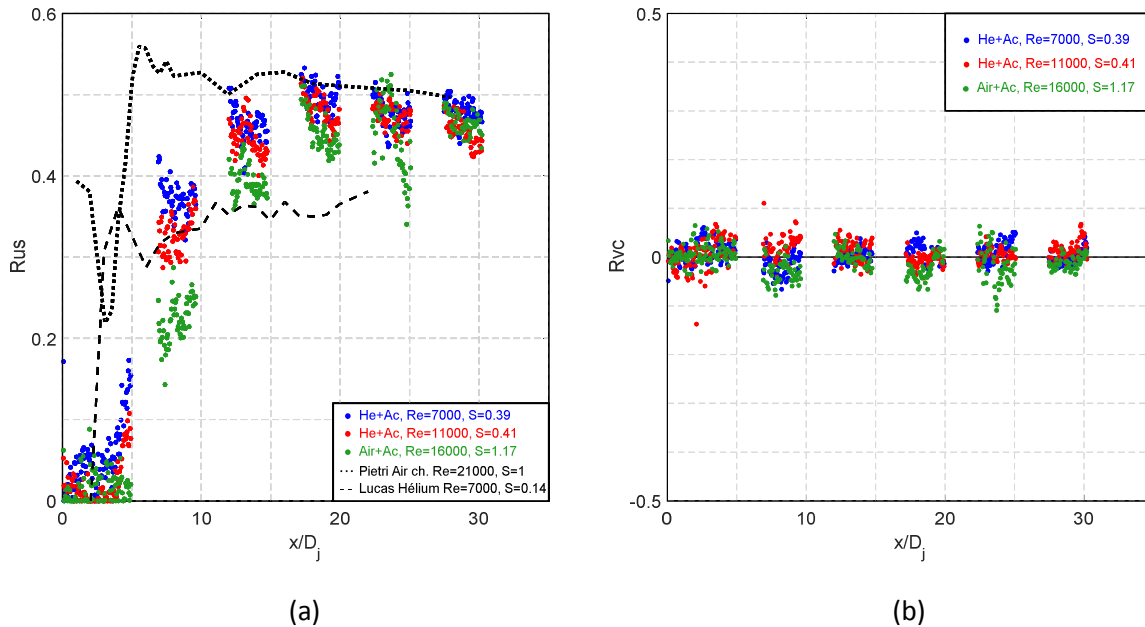 0.6
0.4
0.2
0
Rus
0 10 20 30
x/D_j
He+Ac, Re=7000, S=0.39
He+Ac, Re=11000, S=0.41
Air+Ac, Re=16000, S=1.17
Pietri Air ch. Re=21000, S=1
Lucas Hélium Re=7000, S=0.14
(a)
0.5
0
-0.5
Rvc
0 10 20 30
x/D_j
He+Ac, Re=7000, S=0.39
He+Ac, Re=11000, S=0.41
Air+Ac, Re=16000, S=1.17
(b)